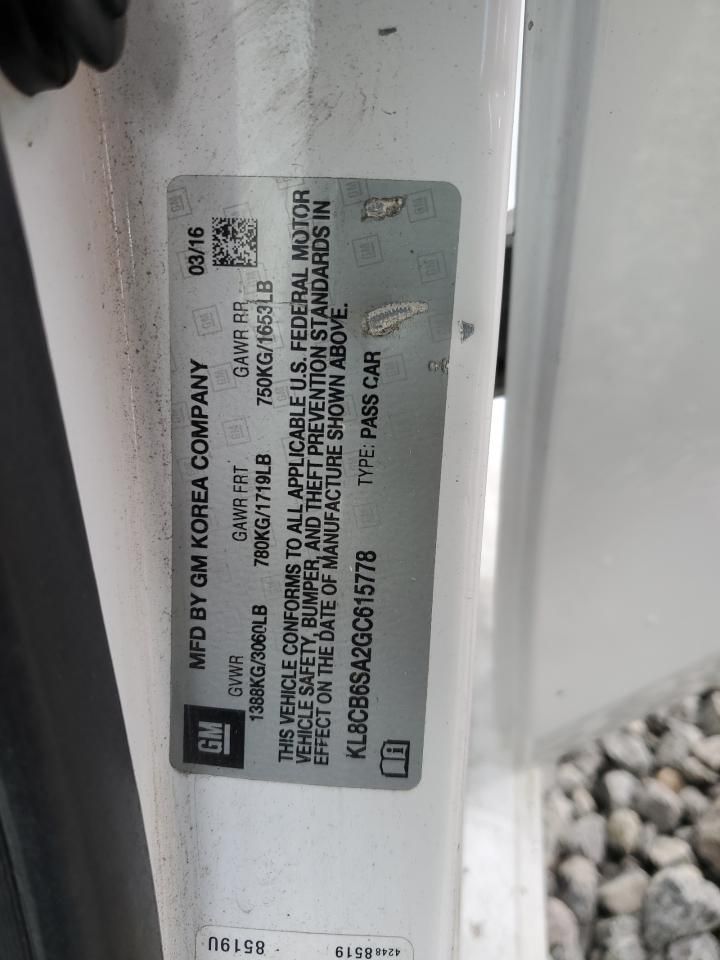 MFD BY GM KOREA COMPANY 03/16
GVWR GAWR FRT GAWR RR
1388KG/3060LB 780KG/1719LB 750KG/1653LB
THIS VEHICLE CONFORMS TO ALL APPLICABLE U.S. FEDERAL MOTOR
VEHICLE SAFETY, BUMPER, AND THEFT PREVENTION STANDARDS IN
EFFECT ON THE DATE OF MANUFACTURE SHOWN ABOVE.
KL8CB6SA2GC615778 TYPE: PASS CAR
GM
8519U
4248 8519